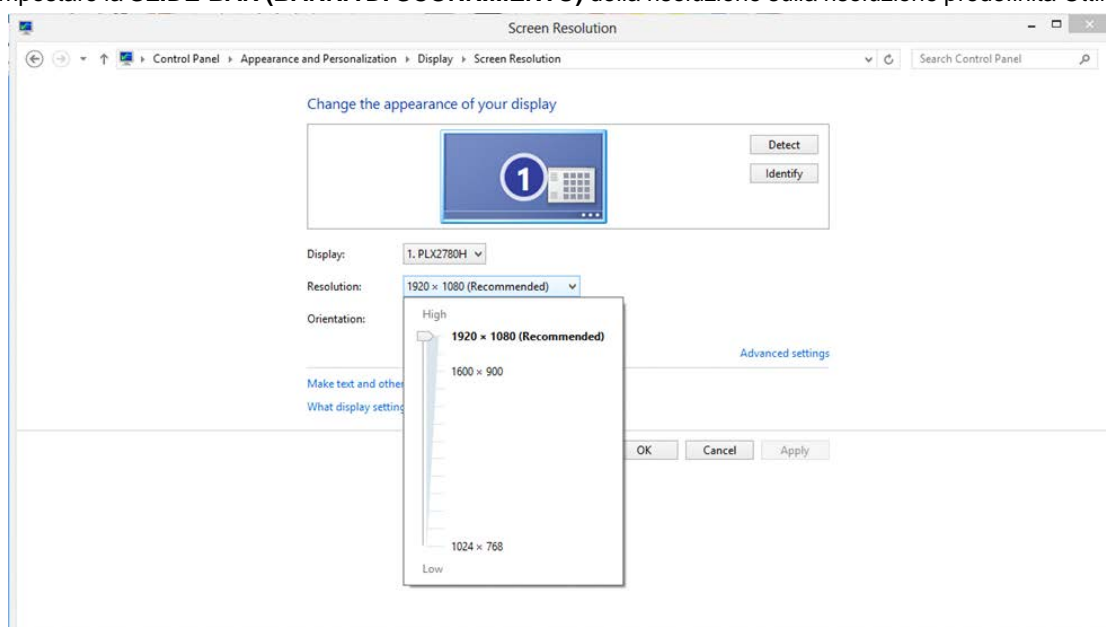 Screen Resolution
Control Panel Appearance and Personalization Display Screen Resolution
Search Control Panel
Change the appearance of your display
1
Detect
Identify
Display: 1. PLX2780H
Resolution: 1920 × 1080 (Recommended)
Orientation:
High
1920 × 1080 (Recommended)
1600 × 900
1024 × 768
Low
Advanced settings
Make text and other
What display setting
OK Cancel Apply